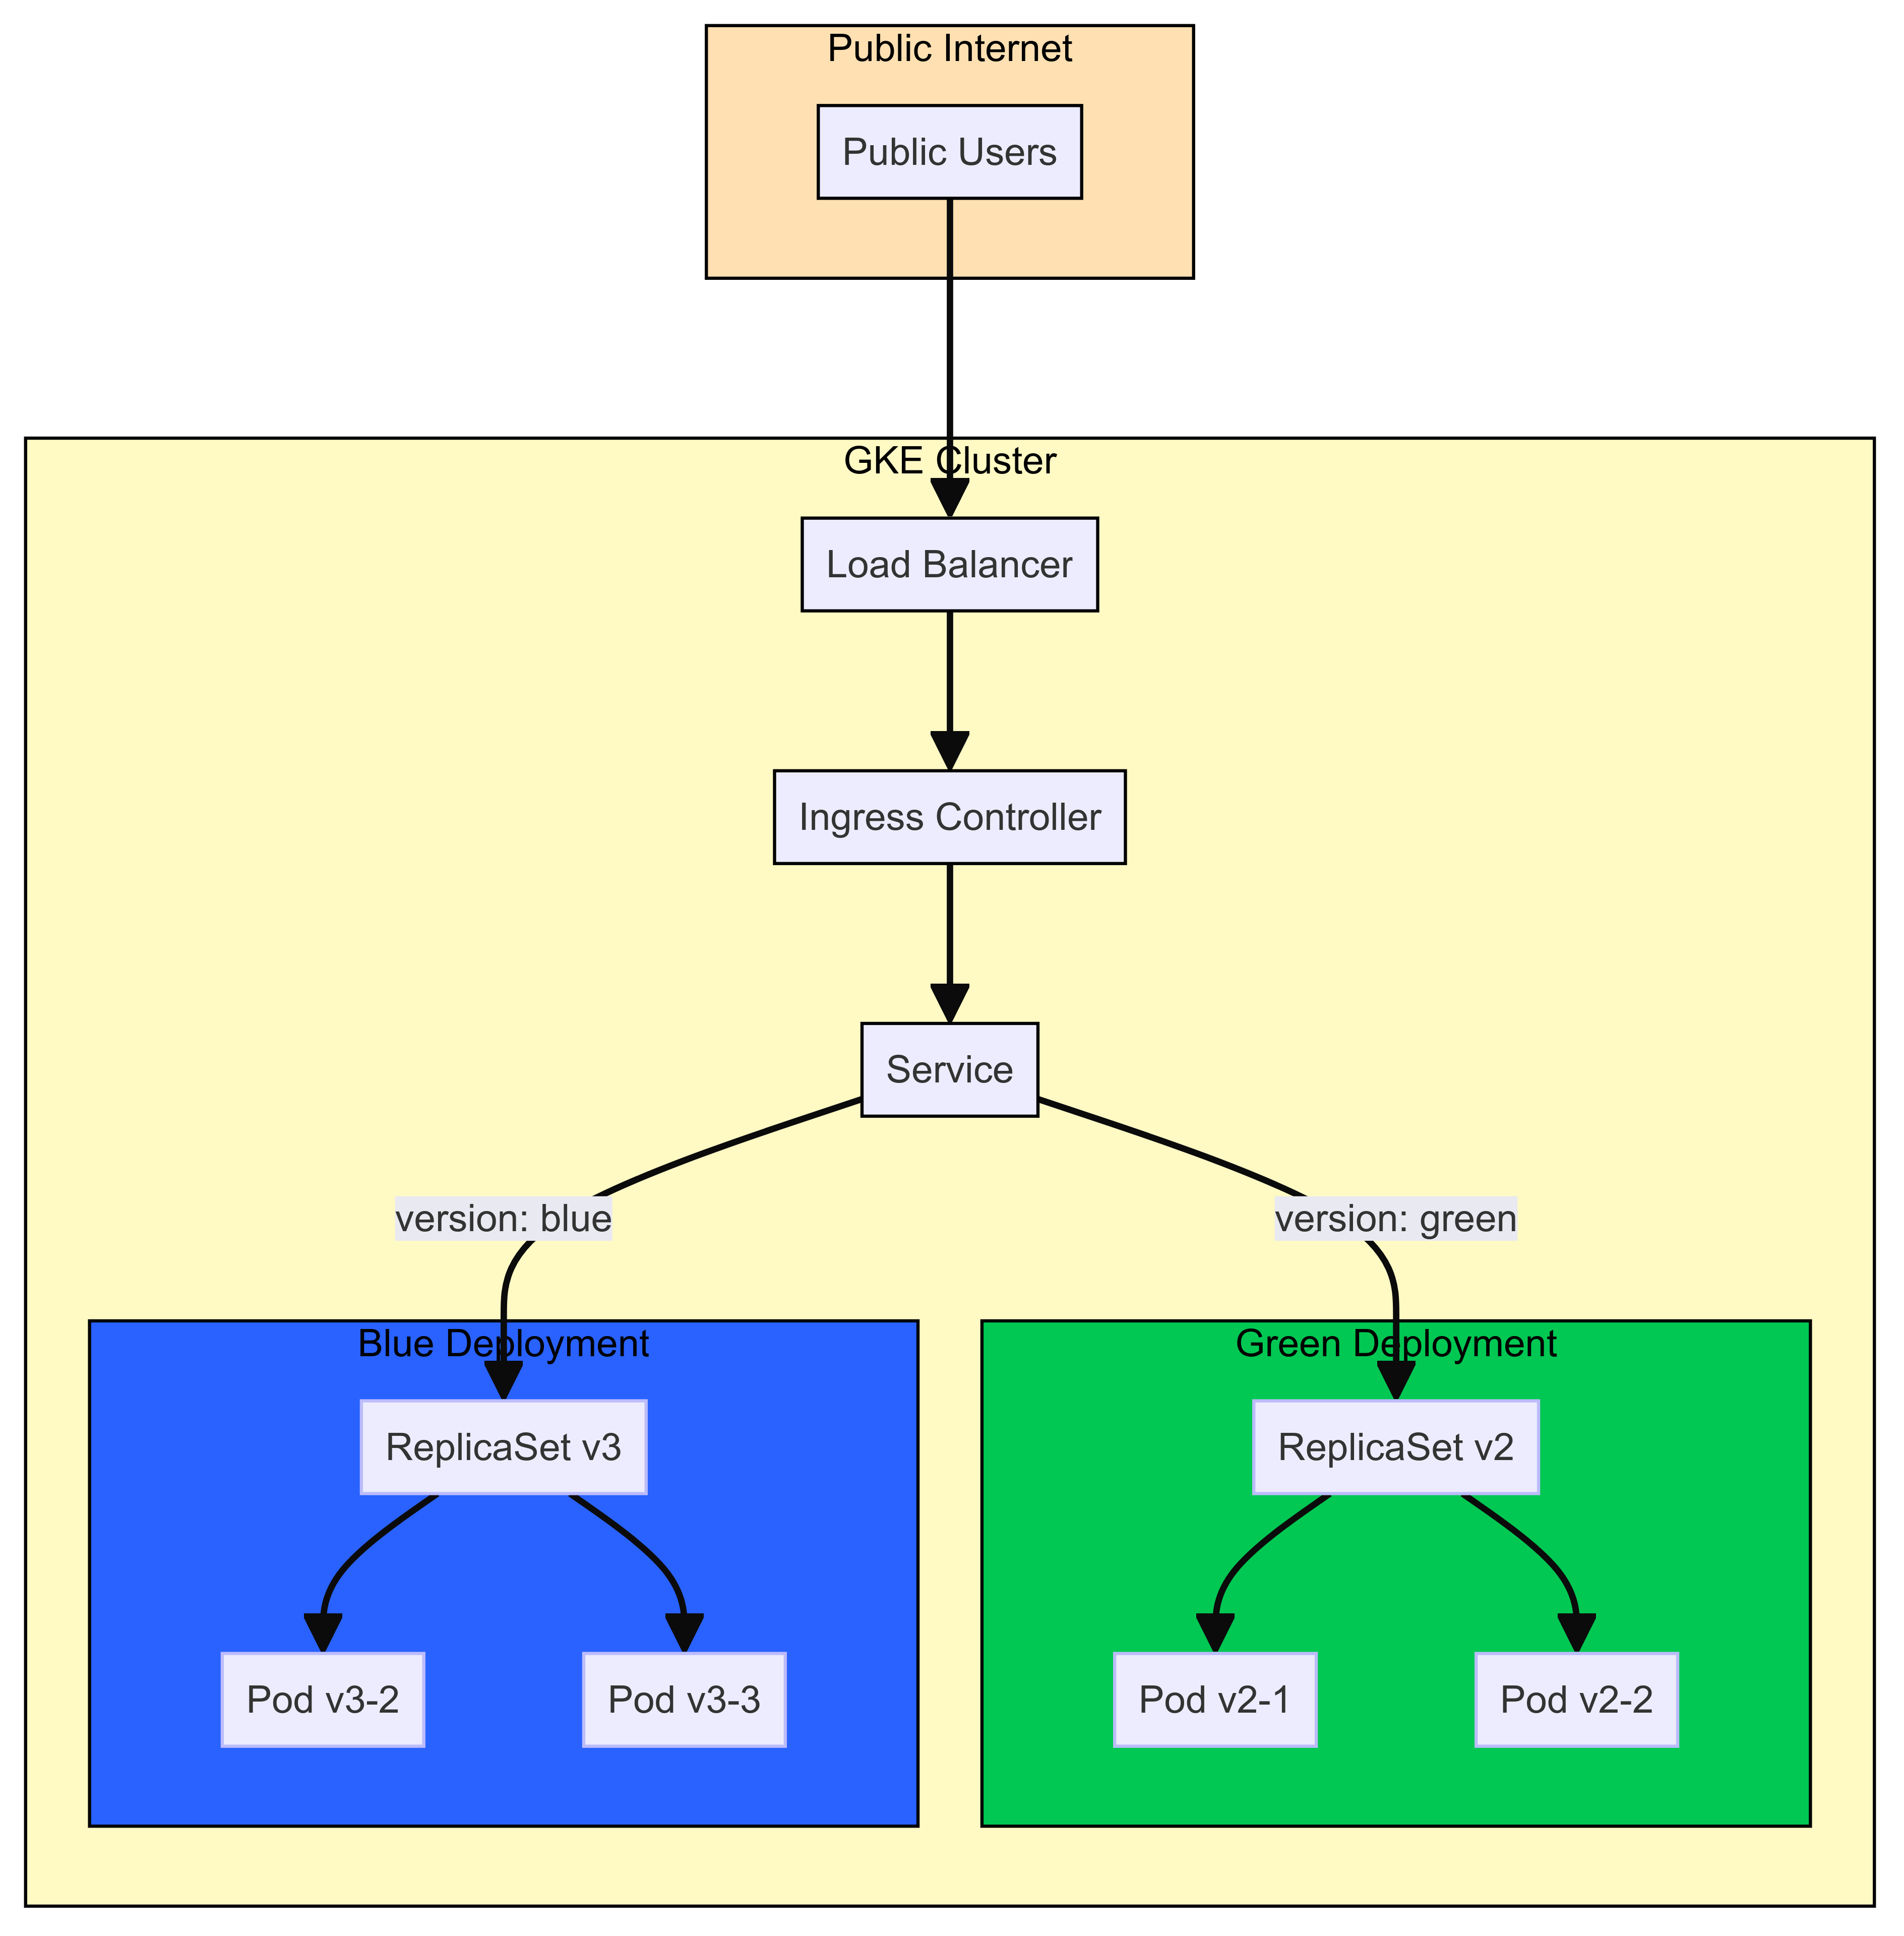 Public Internet
Public Users
GKE Cluster
Load Balancer
Ingress Controller
Service
version: blue
version: green
Blue Deployment
Green Deployment
ReplicaSet v3
ReplicaSet v2
Pod v3-2
Pod v3-3
Pod v2-1
Pod v2-2